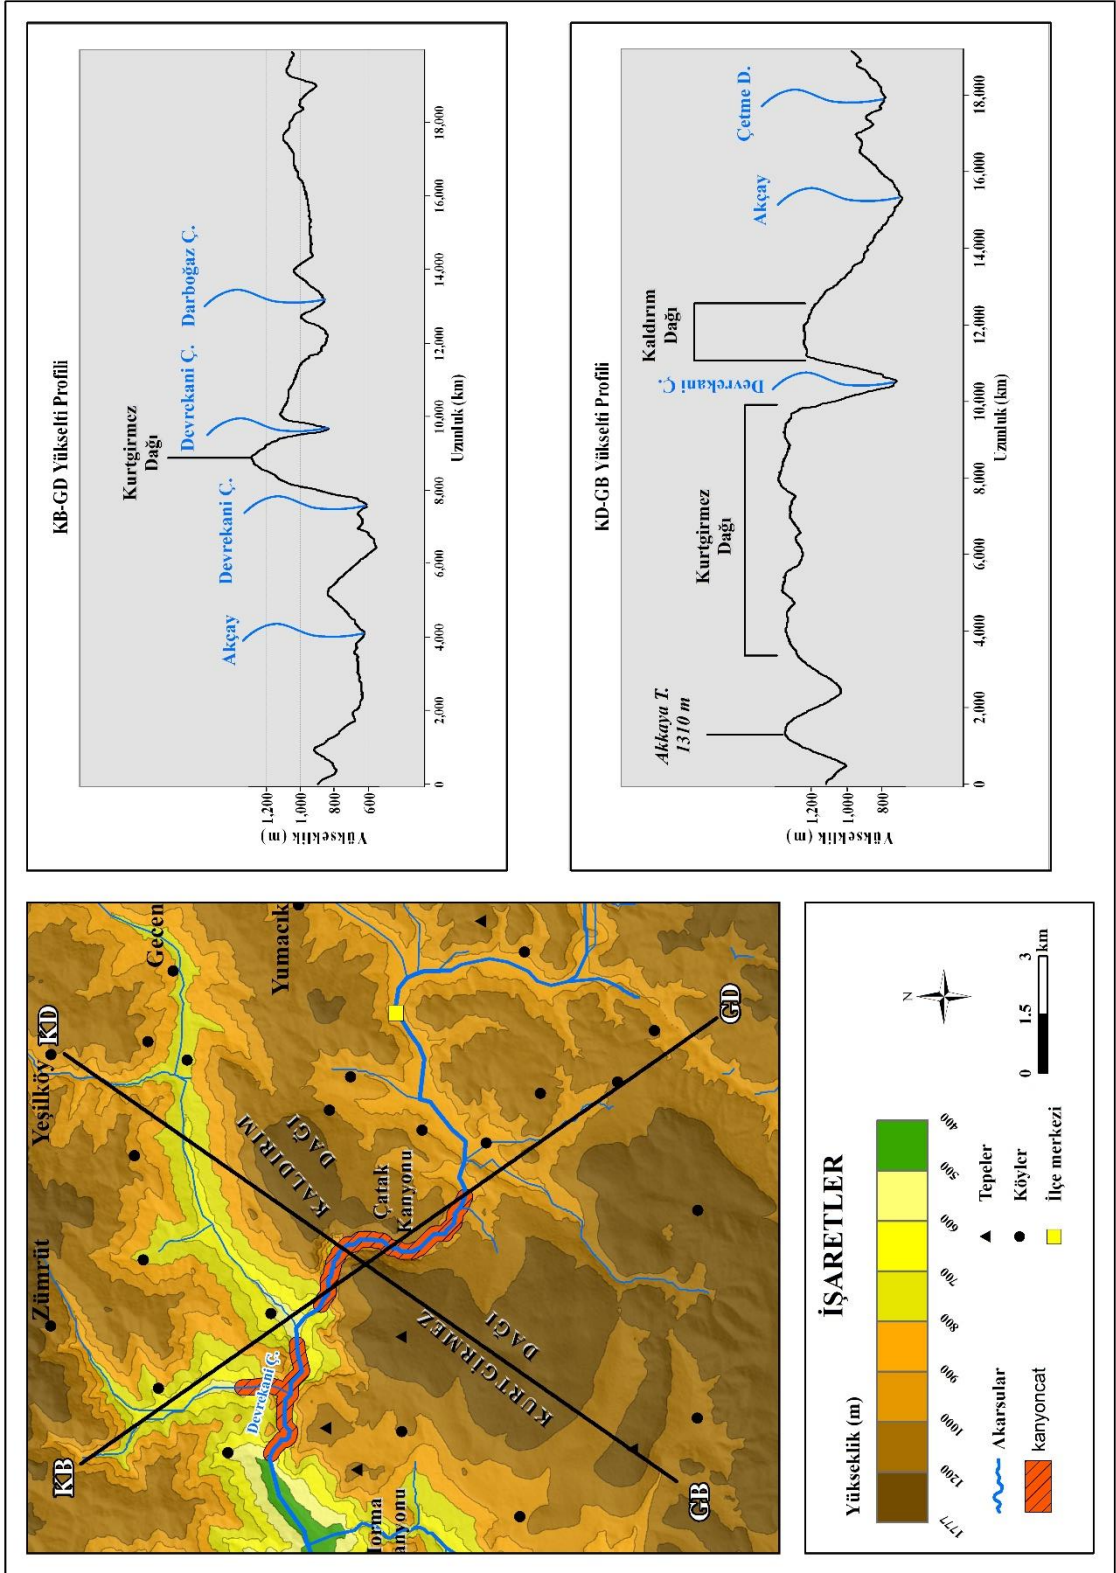 Zümrüt
Yeşilköy
KD
KB
Gecen
Yumacık
KALDIRIM
DAĞI
Çatak
Kanyonu
Devrekani Ç.
KURTGİRMEZ
DAĞI
GB
GD
KB-GD Yükselti Profili
Kurtgirmez
Dağı
Akçay
Devrekani Ç.
Devrekani Ç.
Darboğaz Ç.
Yükseklik (m)
1,200
1,000
800
600
0
2,000
4,000
6,000
8,000
10,000
12,000
14,000
16,000
18,000
Uzunluk (km)
İŞARETLER
Yükseklik (m)
1777
1200
1000
900
800
700
600
500
400
Akarsular
kanyoncat
Tepeler
Köyler
İlçe merkezi
N
0
1.5
3
km
KD-GB Yükselti Profili
Akkaya T.
1310 m
Kurtgirmez
Dağı
Devrekani Ç.
Kaldırım
Dağı
Akçay
Çetme D.
Yükseklik (m)
1,200
1,000
800
0
2,000
4,000
6,000
8,000
10,000
12,000
14,000
16,000
18,000
Uzunluk (km)